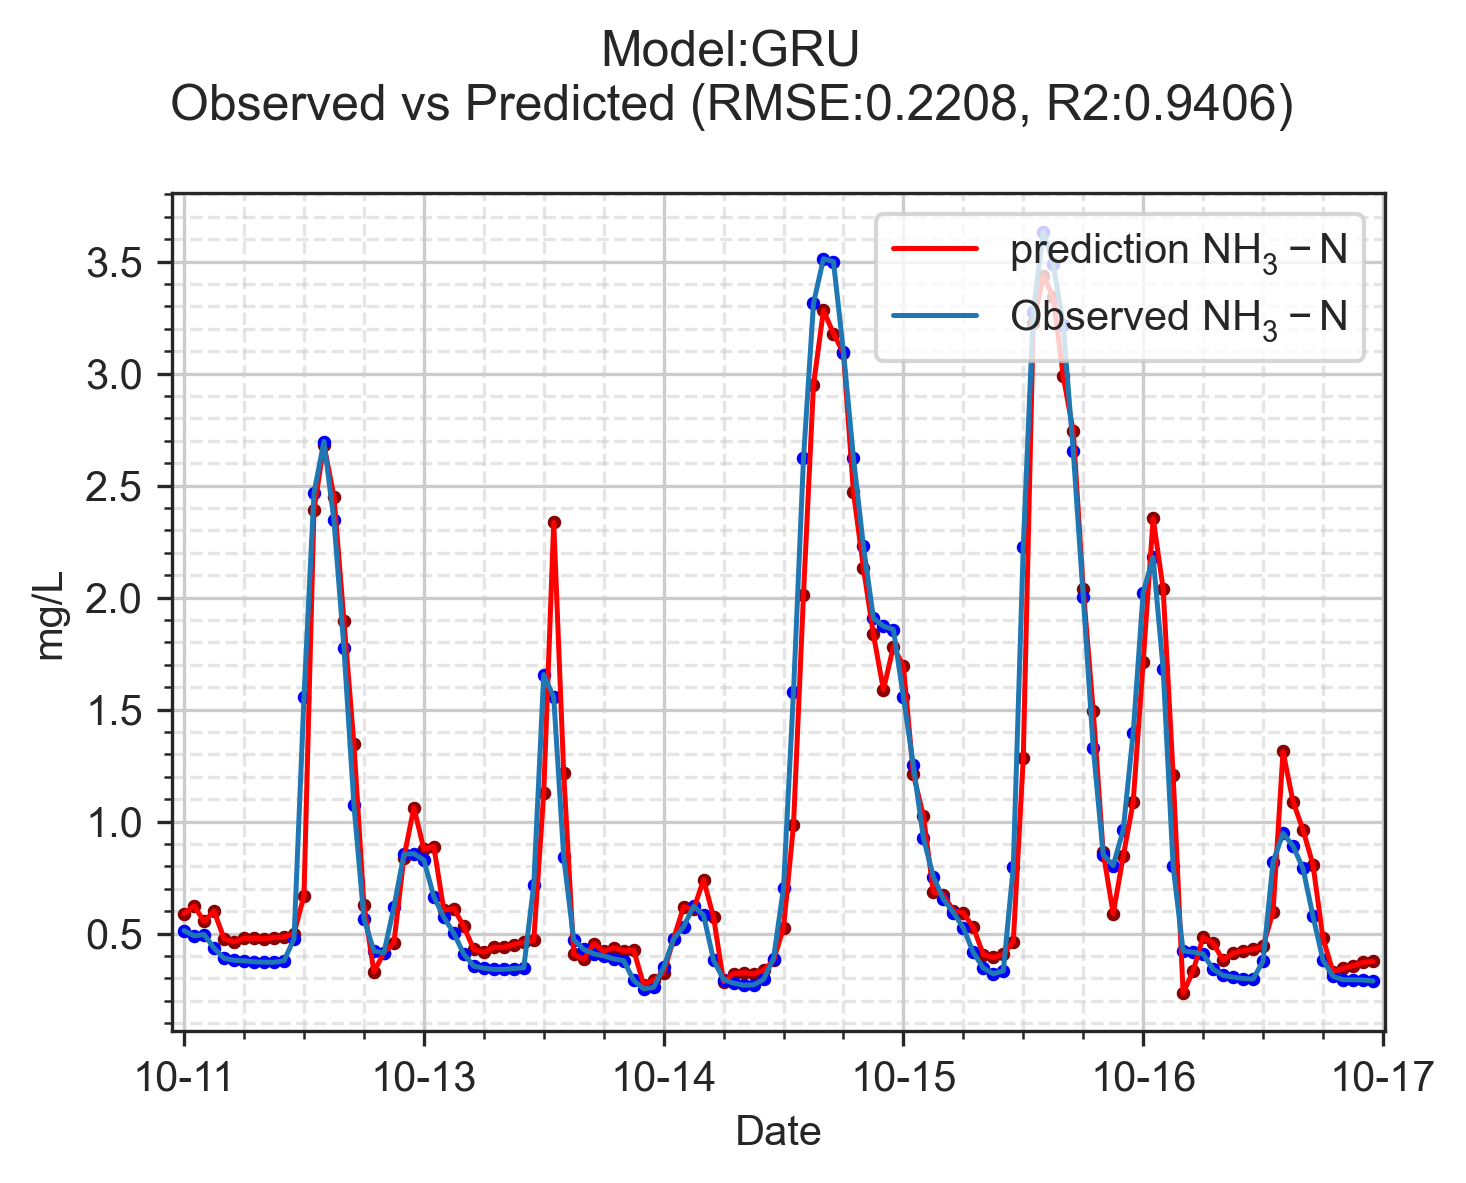 Model:GRU
Observed vs Predicted (RMSE:0.2208, R2:0.9406)
prediction NH₃ − N
Observed NH₃ − N
3.5
3.0
2.5
2.0
1.5
1.0
0.5
mg/L
10-11 10-13 10-14 10-15 10-16 10-17
Date